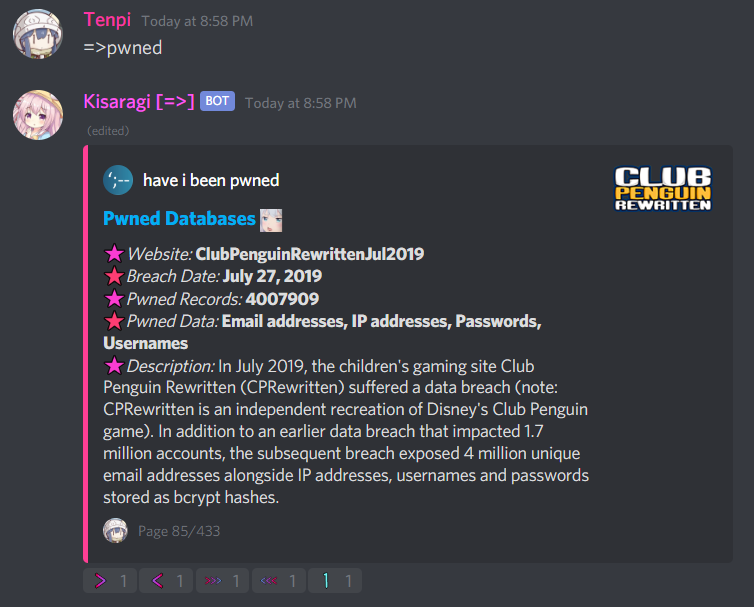 Tenpi Today at 8:58 PM
=>pwned
Kisaragi [=>] BOT Today at 8:58 PM
(edited)
';-- have i been pwned
CLUB
PENGUIN
REWRITTEN
Pwned Databases
Website: ClubPenguinRewrittenJul2019
Breach Date: July 27, 2019
Pwned Records: 4007909
Pwned Data: Email addresses, IP addresses, Passwords,
Usernames
Description: In July 2019, the children's gaming site Club
Penguin Rewritten (CPRewritten) suffered a data breach (note:
CPRewritten is an independent recreation of Disney's Club Penguin
game). In addition to an earlier data breach that impacted 1.7
million accounts, the subsequent breach exposed 4 million unique
email addresses alongside IP addresses, usernames and passwords
stored as bcrypt hashes.
Page 85/433
> 1 < 1 >>> 1 <<< 1 1 1